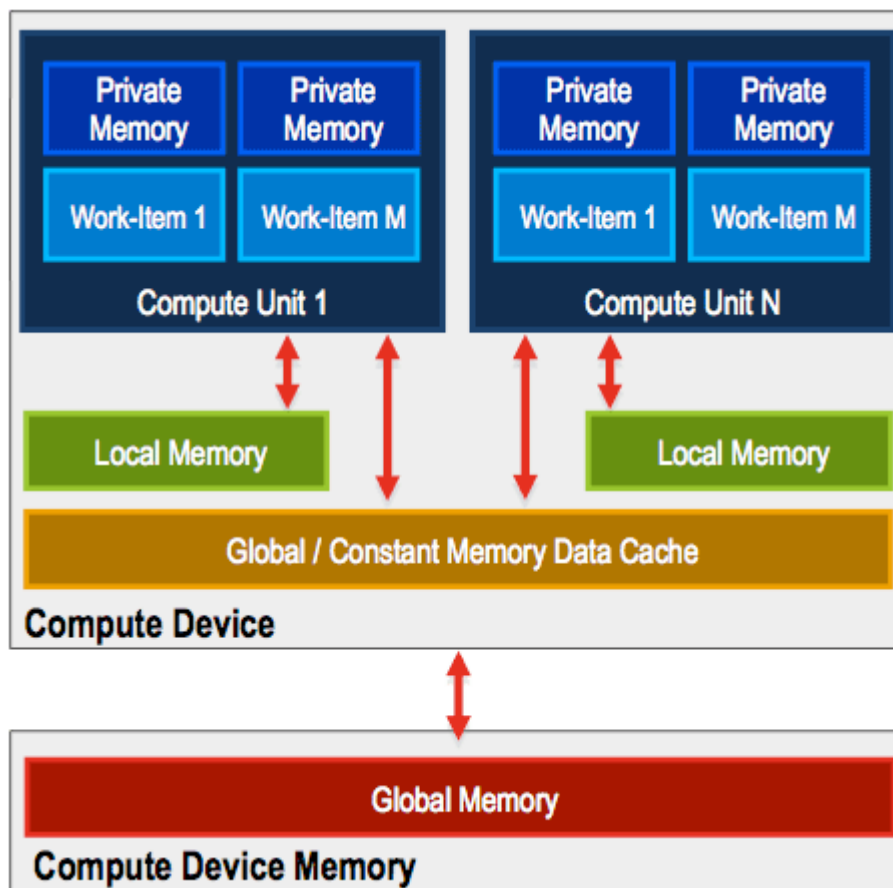 Private Memory
Private Memory
Private Memory
Private Memory
Work-Item 1
Work-Item M
Work-Item 1
Work-Item M
Compute Unit 1
Compute Unit N
Local Memory
Local Memory
Global / Constant Memory Data Cache
Compute Device
Global Memory
Compute Device Memory